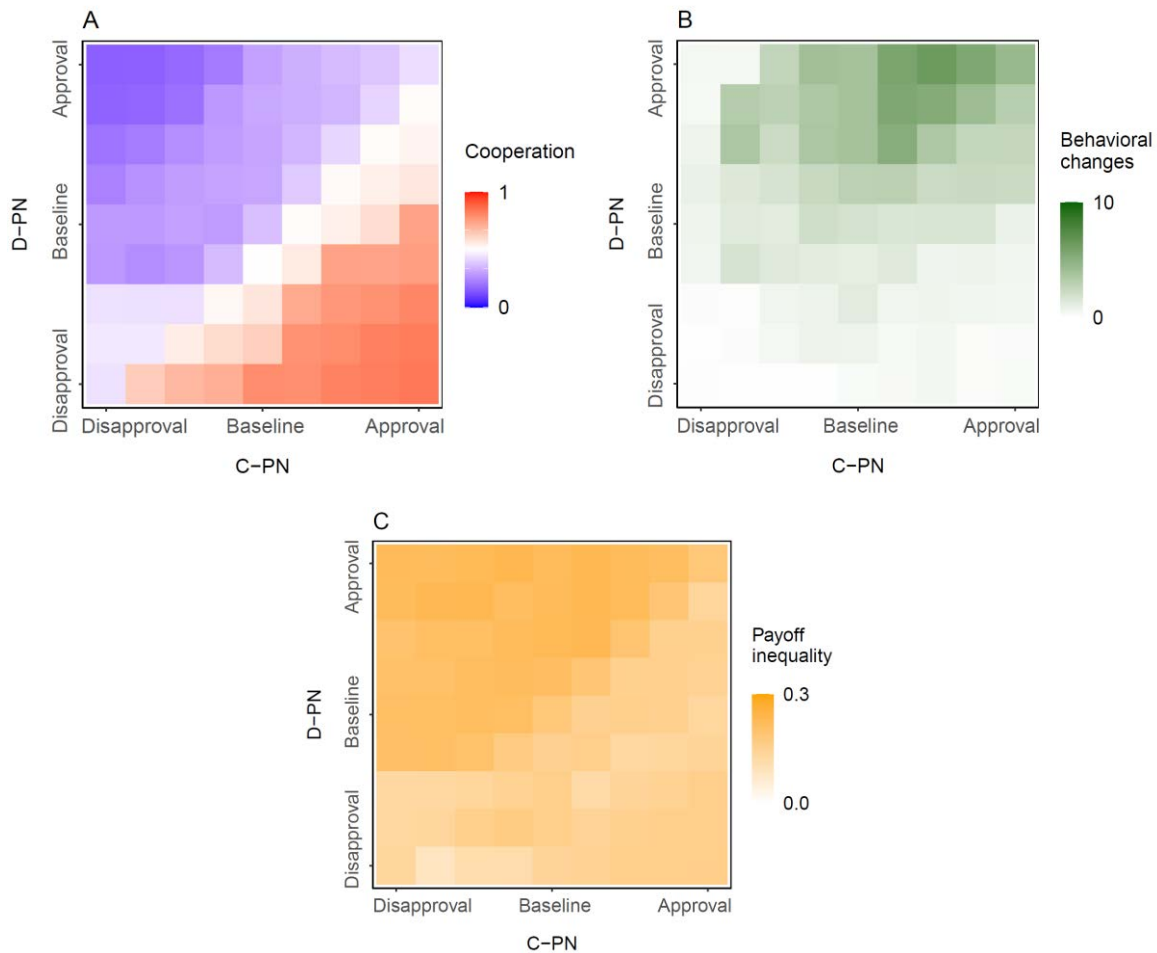 A
Approval
Baseline
Disapproval
D−PN
Disapproval Baseline Approval
C−PN
Cooperation
1
0
B
Approval
Baseline
Disapproval
D−PN
Disapproval Baseline Approval
C−PN
Behavioral
changes
10
0
C
Approval
Baseline
Disapproval
D−PN
Disapproval Baseline Approval
C−PN
Payoff
inequality
0.3
0.0